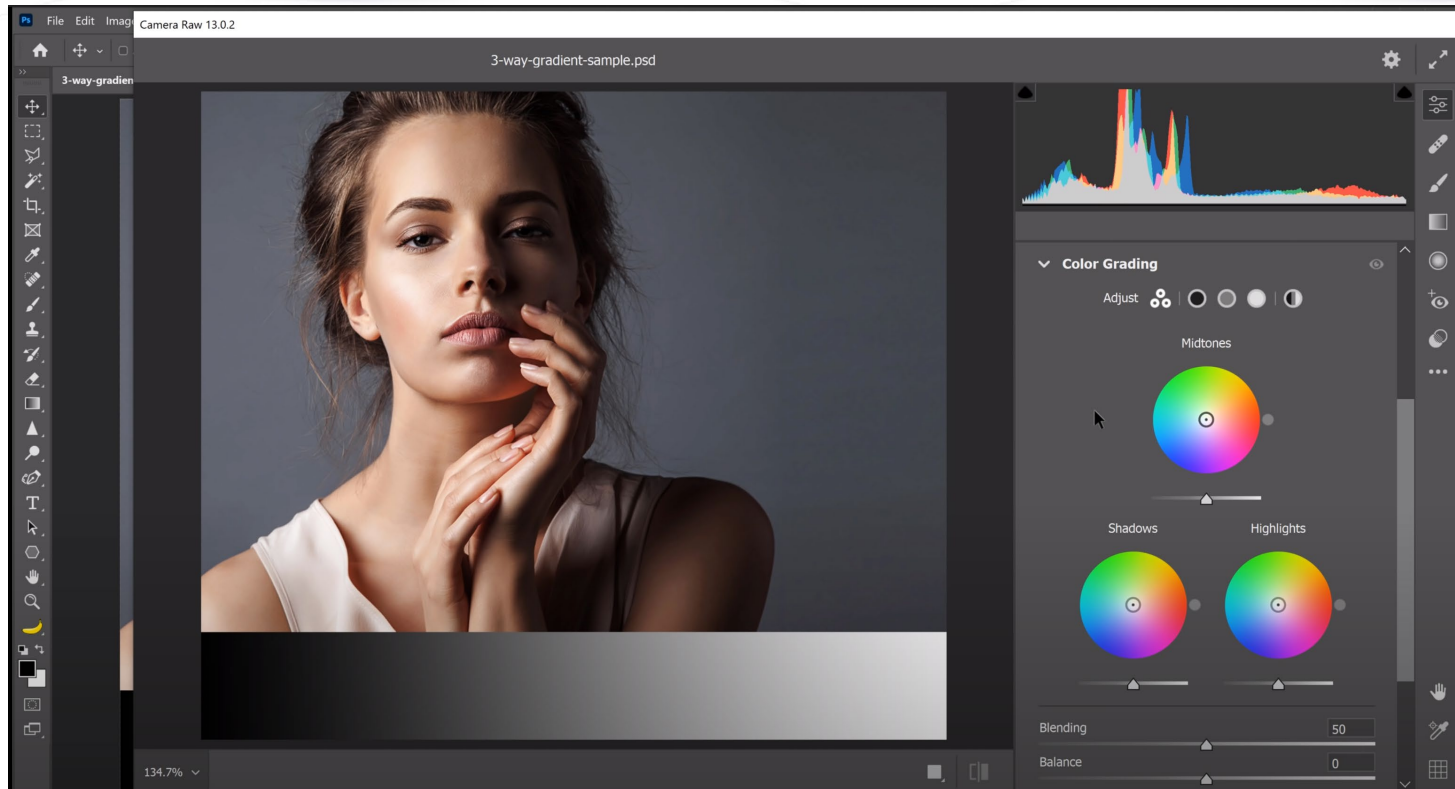 Ps File Edit Imag
Camera Raw 13.0.2
3-way-gradient-sample.psd
3-way-gradien
Color Grading
Adjust
Midtones
Shadows Highlights
Blending 50
Balance 0
134.7%
T